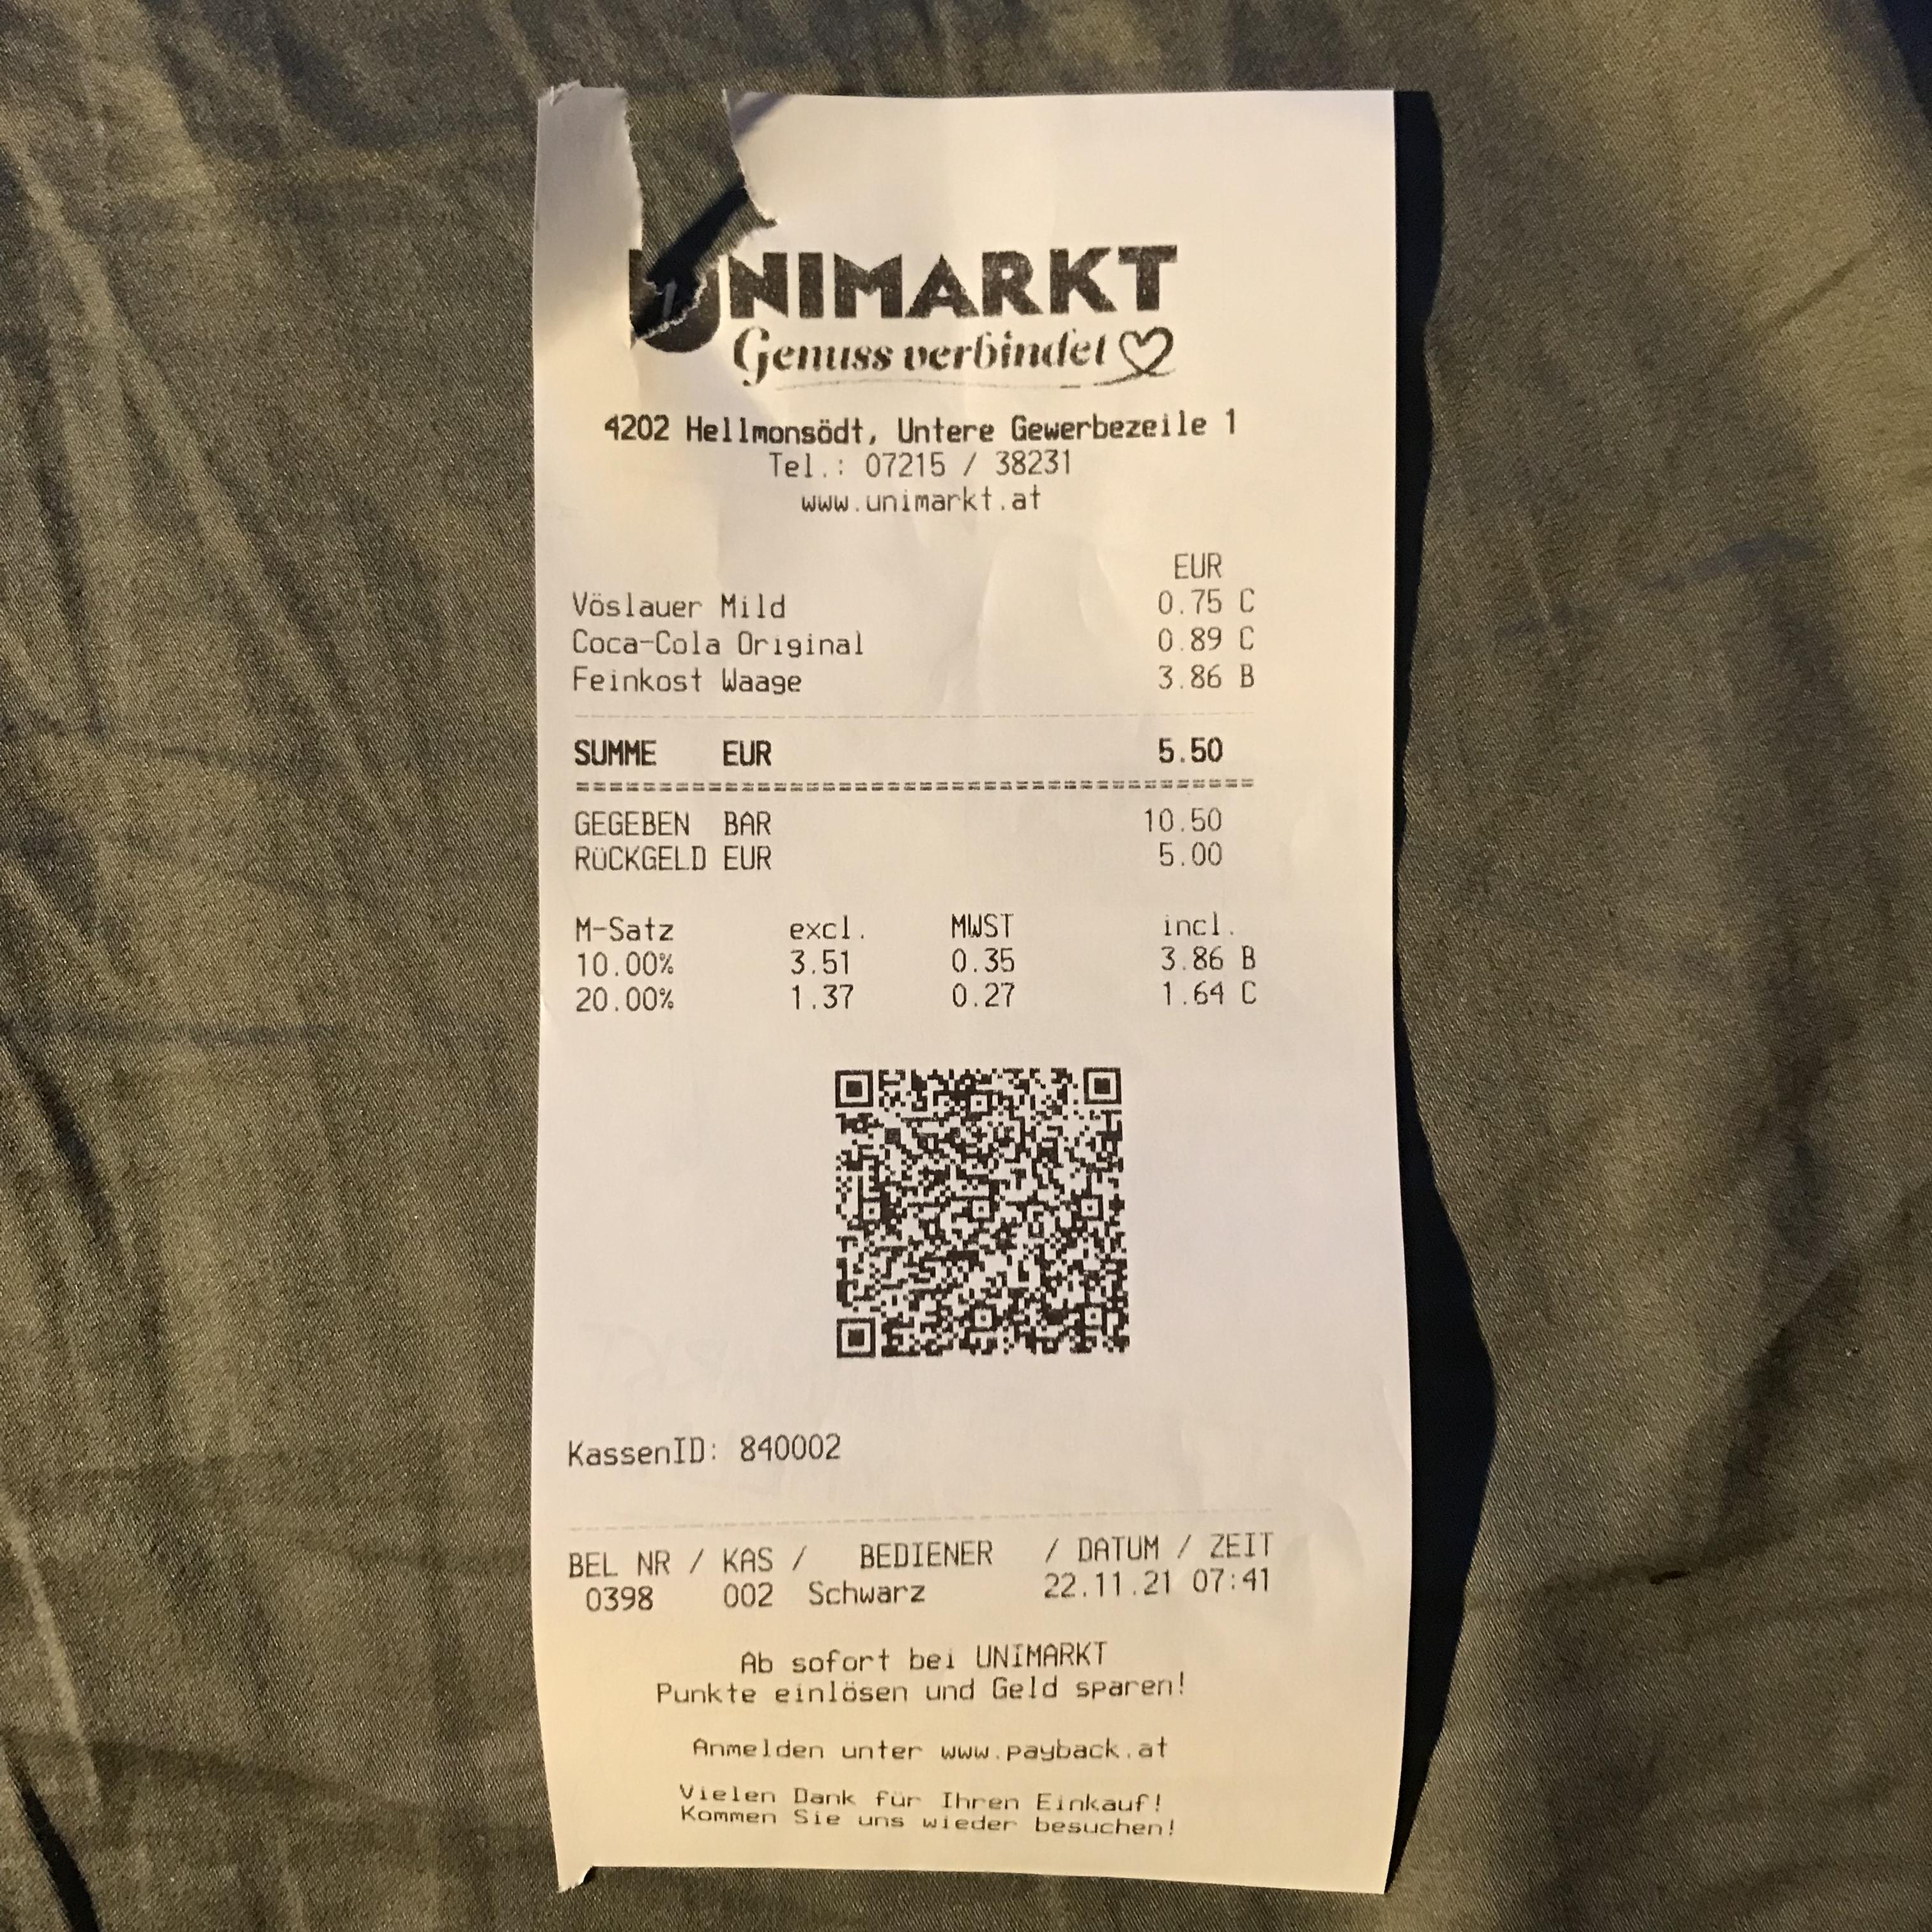 UNIMARKT
Genuss verbindet
4202 Hellmonsödt, Untere Gewerbezeile 1
Tel.: 07215 / 38231
www.unimarkt.at
EUR
Vöslauer Mild 0.75 C
Coca-Cola Original 0.89 C
Feinkost Waage 3.86 B
SUMME EUR 5.50
GEGEBEN BAR 10.50
RÜCKGELD EUR 5.00
M-Satz excl. MWST incl.
10.00% 3.51 0.35 3.86 B
20.00% 1.37 0.27 1.64 C
KassenID: 840002
BEL NR / KAS / BEDIENER / DATUM / ZEIT
0398 002 Schwarz 22.11.21 07:41
Ab sofort bei UNIMARKT
Punkte einlösen und Geld sparen!
Anmelden unter www.payback.at
Vielen Dank für Ihren Einkauf!
Kommen Sie uns wieder besuchen!